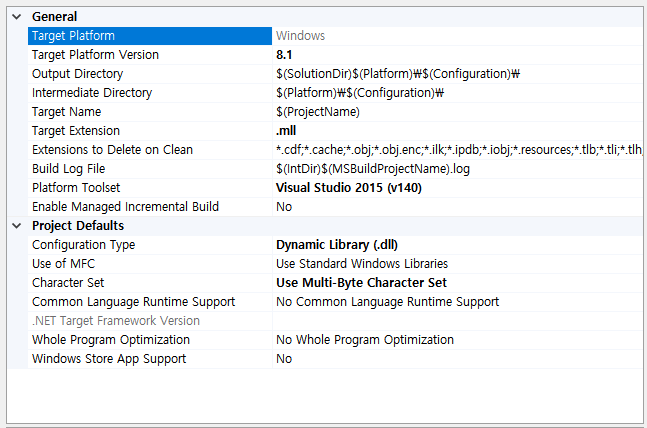 General
Target Platform Windows
Target Platform Version 8.1
Output Directory $(SolutionDir)$(Platform)₩$(Configuration)₩
Intermediate Directory $(Platform)₩$(Configuration)₩
Target Name $(ProjectName)
Target Extension .mll
Extensions to Delete on Clean *.cdf;*.cache;*.obj;*.obj.enc;*.ilk;*.ipdb;*.iobj;*.resources;*.tlb;*.tli;*.tlh;
Build Log File $(IntDir)$(MSBuildProjectName).log
Platform Toolset Visual Studio 2015 (v140)
Enable Managed Incremental Build No
Project Defaults
Configuration Type Dynamic Library (.dll)
Use of MFC Use Standard Windows Libraries
Character Set Use Multi-Byte Character Set
Common Language Runtime Support No Common Language Runtime Support
.NET Target Framework Version
Whole Program Optimization No Whole Program Optimization
Windows Store App Support No